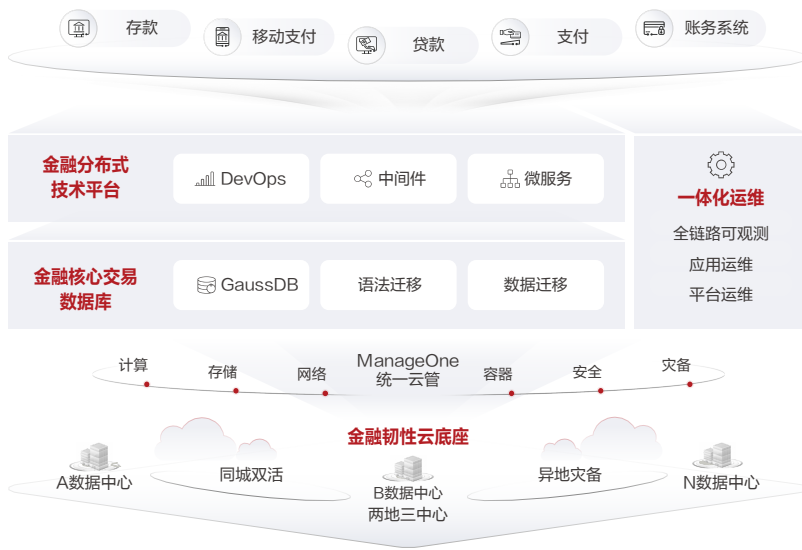 存款
移动支付
贷款
支付
账务系统
金融分布式
技术平台
DevOps
中间件
微服务
一体化运维
全链路可观测
应用运维
平台运维
金融核心交易
数据库
GaussDB
语法迁移
数据迁移
计算
存储
网络
ManageOne
统一云管
容器
安全
灾备
金融韧性云底座
A数据中心
同城双活
B数据中心
两地三中心
异地灾备
N数据中心